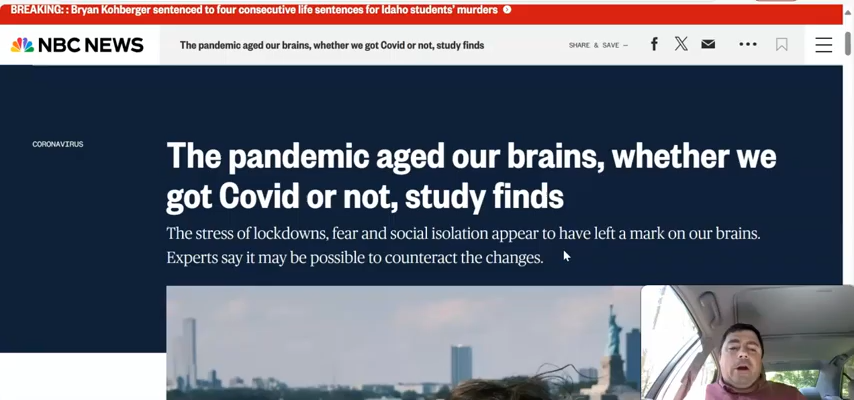 BREAKING: : Bryan Kohberger sentenced to four consecutive life sentences for Idaho students' murders
NBC NEWS
The pandemic aged our brains, whether we got Covid or not, study finds
SHARE & SAVE —
CORONAVIRUS
The pandemic aged our brains, whether we
got Covid or not, study finds
The stress of lockdowns, fear and social isolation appear to have left a mark on our brains.
Experts say it may be possible to counteract the changes.